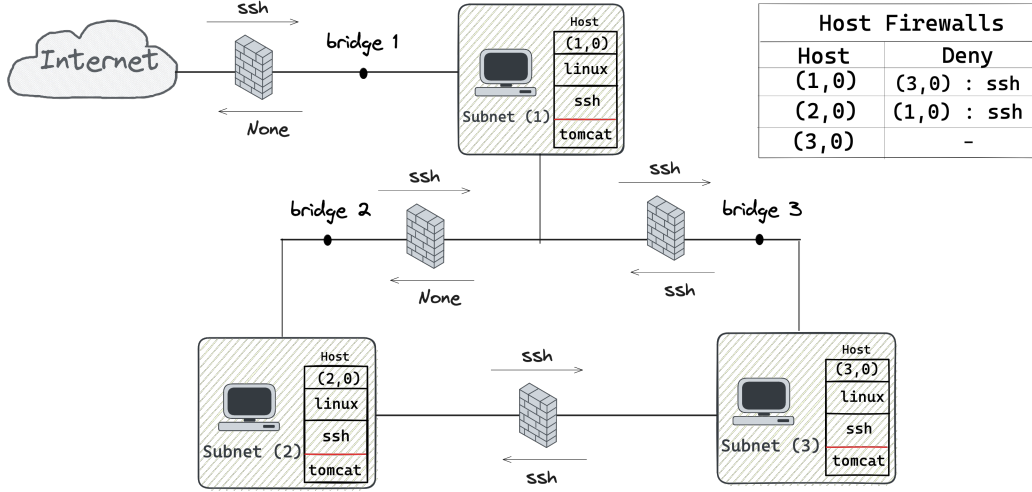 ssh
Internet
bridge 1
None
Host
(1,0)
linux
ssh
tomcat
Subnet (1)
Host Firewalls
Host Deny
(1,0) (3,0) : ssh
(2,0) (1,0) : ssh
(3,0) -
ssh
bridge 2
None
ssh
bridge 3
ssh
Host
(2,0)
linux
ssh
tomcat
Subnet (2)
ssh
ssh
Host
(3,0)
linux
ssh
tomcat
Subnet (3)